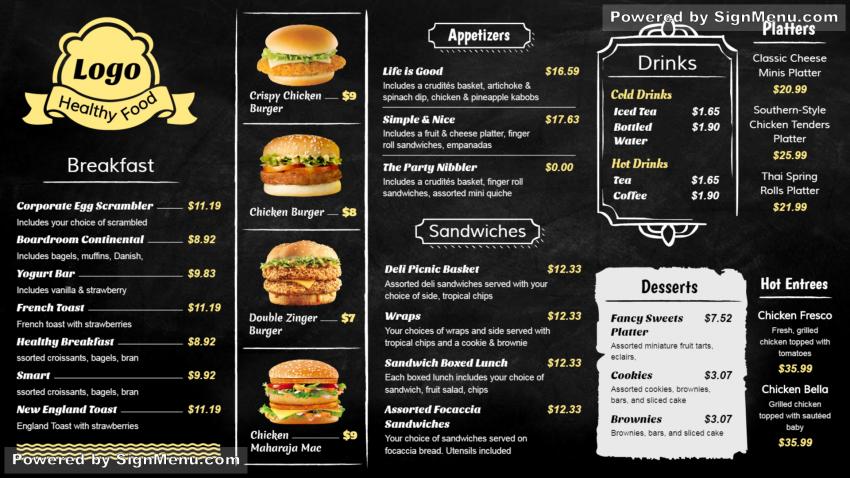 Powered by SignMenu.com
Logo
Healthy Food
Breakfast
Corporate Egg Scrambler $11.19
Includes your choice of scrambled
Boardroom Continental $8.92
Includes bagels, muffins, Danish,
Yogurt Bar $9.83
Includes vanilla & strawberry
French Toast $11.19
French toast with strawberries
Healthy Breakfast $8.92
ssorted croissants, bagels, bran
Smart $9.92
ssorted croissants, bagels, bran
New England Toast $11.19
England Toast with strawberries
Powered by SignMenu.com
Crispy Chicken $9
Burger
Chicken Burger $8
Double Zinger $7
Burger
Chicken $9
Maharaja Mac
Appetizers
Life is Good $16.59
Includes a crudités basket, artichoke &
spinach dip, chicken & pineapple kabobs
Simple & Nice $17.63
Includes a fruit & cheese platter, finger
roll sandwiches, empanadas
The Party Nibbler $0.00
Includes a crudités basket, finger roll
sandwiches, assorted mini quiche
Sandwiches
Deli Picnic Basket $12.33
Assorted deli sandwiches served with your
choice of side, tropical chips
Wraps $12.33
Your choices of wraps and side served with
tropical chips and a cookie & brownie
Sandwich Boxed Lunch $12.33
Each boxed lunch includes your choice of
sandwich, fruit salad, chips
Assorted Focaccia $12.33
Sandwiches
Your choice of sandwiches served on
focaccia bread. Utensils included
Drinks
Cold Drinks
Iced Tea $1.65
Bottled $1.90
Water
Hot Drinks
Tea $1.65
Coffee $1.90
Desserts
Fancy Sweets $7.52
Platter
Assorted miniature fruit tarts,
eclairs,
Cookies $3.07
Assorted cookies, brownies,
bars, and sliced cake
Brownies $3.07
Brownies, bars, and sliced cake
Platters
Classic Cheese
Minis Platter
$20.99
Southern-Style
Chicken Tenders
Platter
$25.99
Thai Spring
Rolls Platter
$21.99
Hot Entrees
Chicken Fresco
Fresh, grilled
chicken topped with
tomatoes
$35.99
Chicken Bella
Grilled chicken
topped with sautéed
baby
$35.99